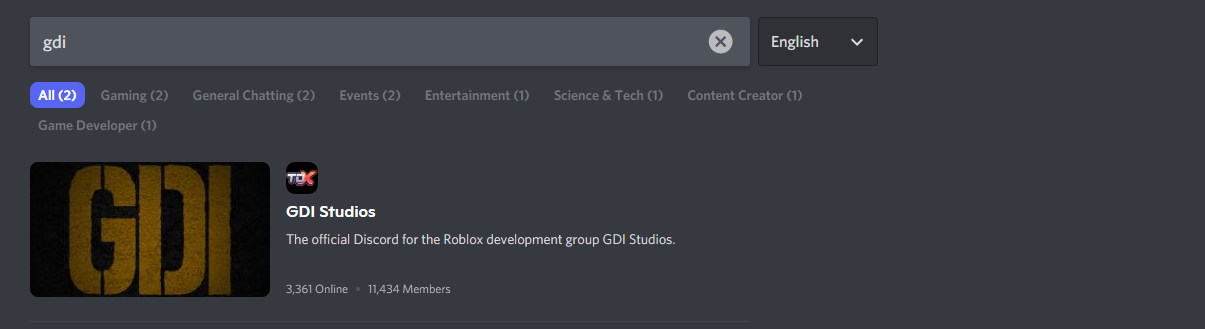 gdi
English
All (2) Gaming (2) General Chatting (2) Events (2) Entertainment (1) Science & Tech (1) Content Creator (1)
Game Developer (1)
GDI
TDX
GDI Studios
The official Discord for the Roblox development group GDI Studios.
3,361 Online • 11,434 Members